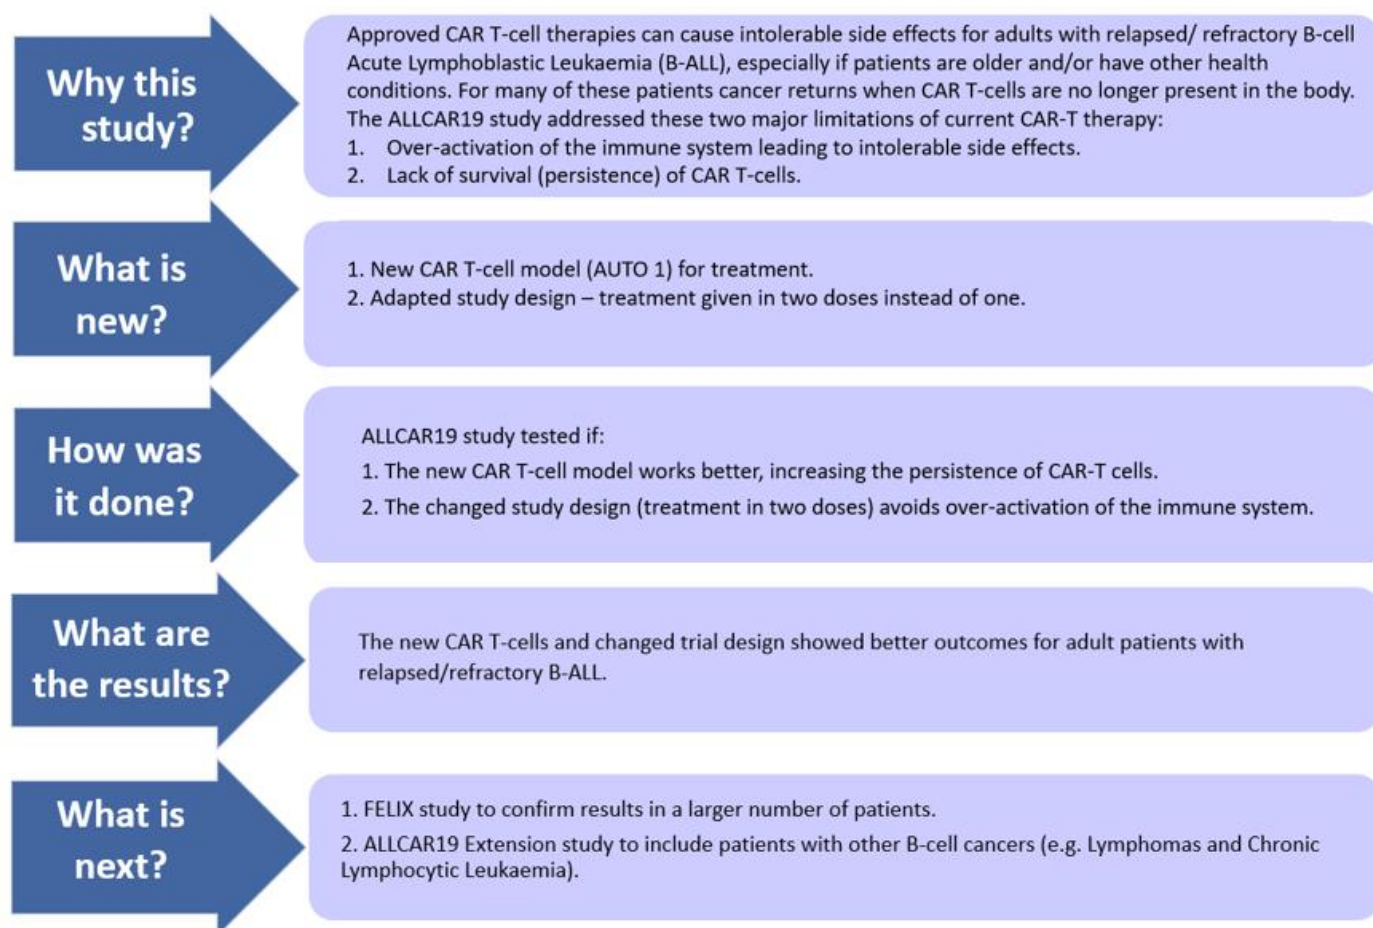 Why this
study?
Approved CAR T-cell therapies can cause intolerable side effects for adults with relapsed/ refractory B-cell
Acute Lymphoblastic Leukaemia (B-ALL), especially if patients are older and/or have other health
conditions. For many of these patients cancer returns when CAR T-cells are no longer present in the body.
The ALLCAR19 study addressed these two major limitations of current CAR-T therapy:
1. Over-activation of the immune system leading to intolerable side effects.
2. Lack of survival (persistence) of CAR T-cells.
What is
new?
1. New CAR T-cell model (AUTO 1) for treatment.
2. Adapted study design – treatment given in two doses instead of one.
How was
it done?
ALLCAR19 study tested if:
1. The new CAR T-cell model works better, increasing the persistence of CAR-T cells.
2. The changed study design (treatment in two doses) avoids over-activation of the immune system.
What are
the results?
The new CAR T-cells and changed trial design showed better outcomes for adult patients with
relapsed/refractory B-ALL.
What is
next?
1. FELIX study to confirm results in a larger number of patients.
2. ALLCAR19 Extension study to include patients with other B-cell cancers (e.g. Lymphomas and Chronic
Lymphocytic Leukaemia).